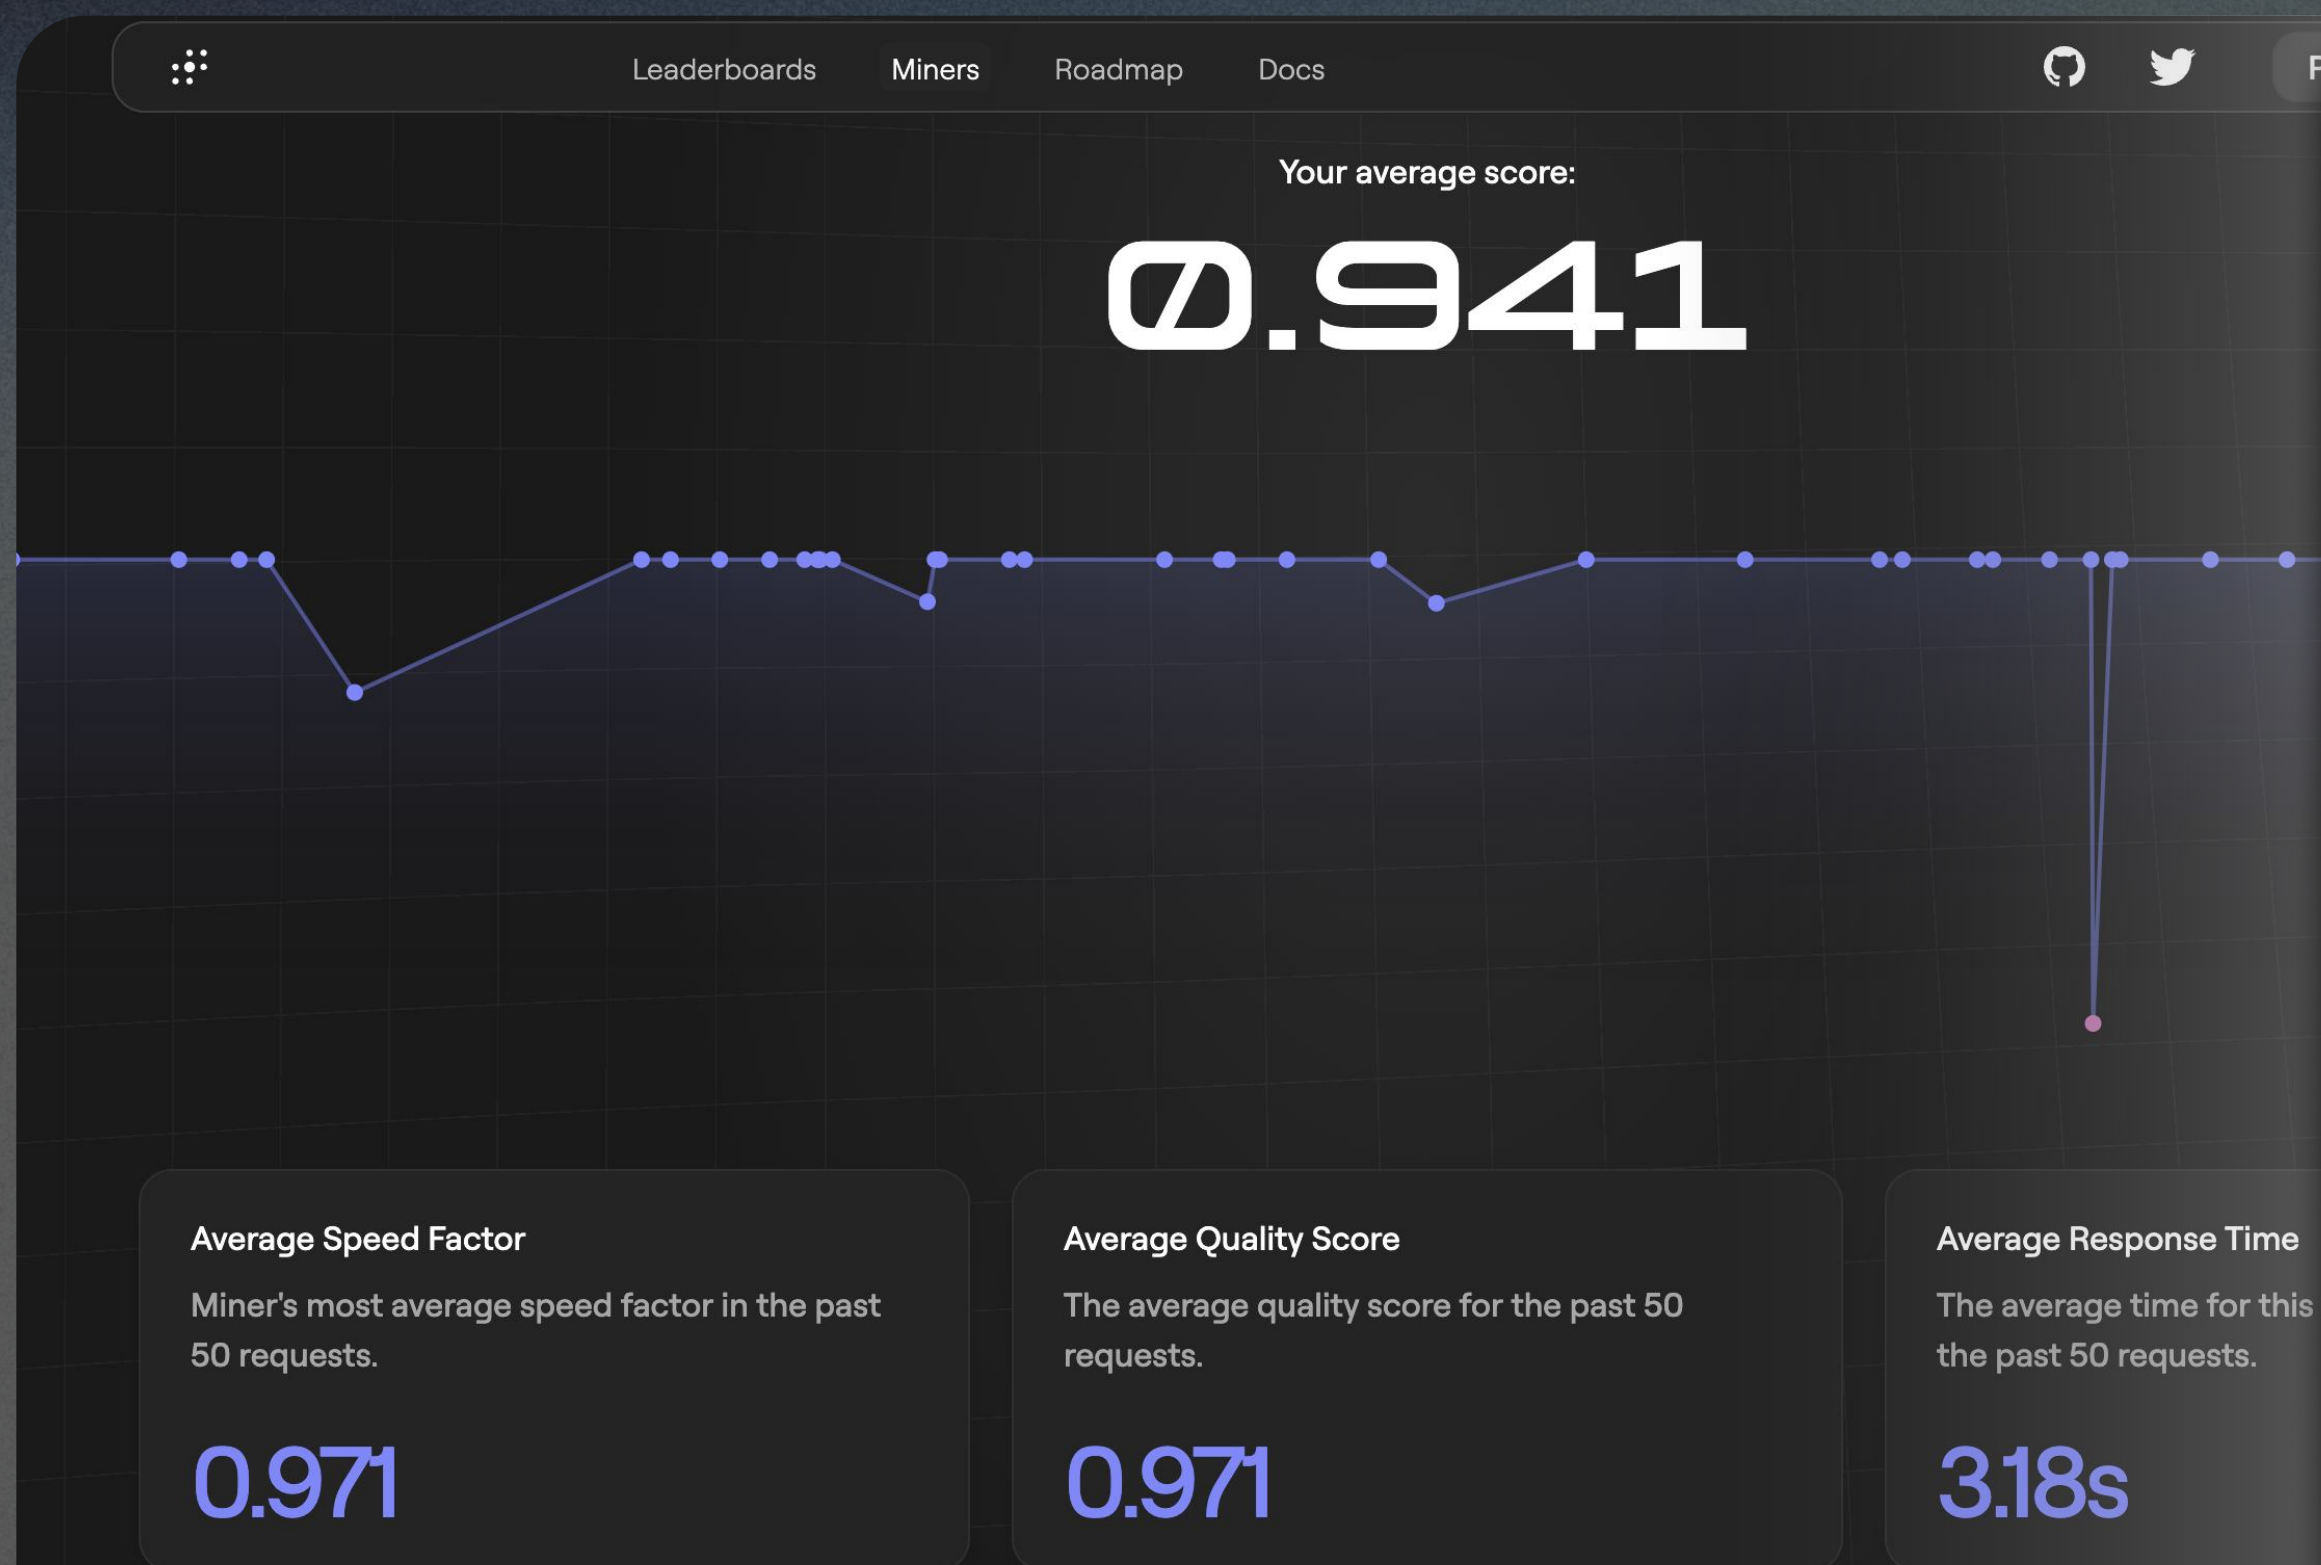 Leaderboards
Miners
Roadmap
Docs
Your average score:
0.941
Average Speed Factor
Miner's most average speed factor in the past
50 requests.
0.971
Average Quality Score
The average quality score for the past 50
requests.
0.971
Average Response Time
The average time for this
the past 50 requests.
3.18s